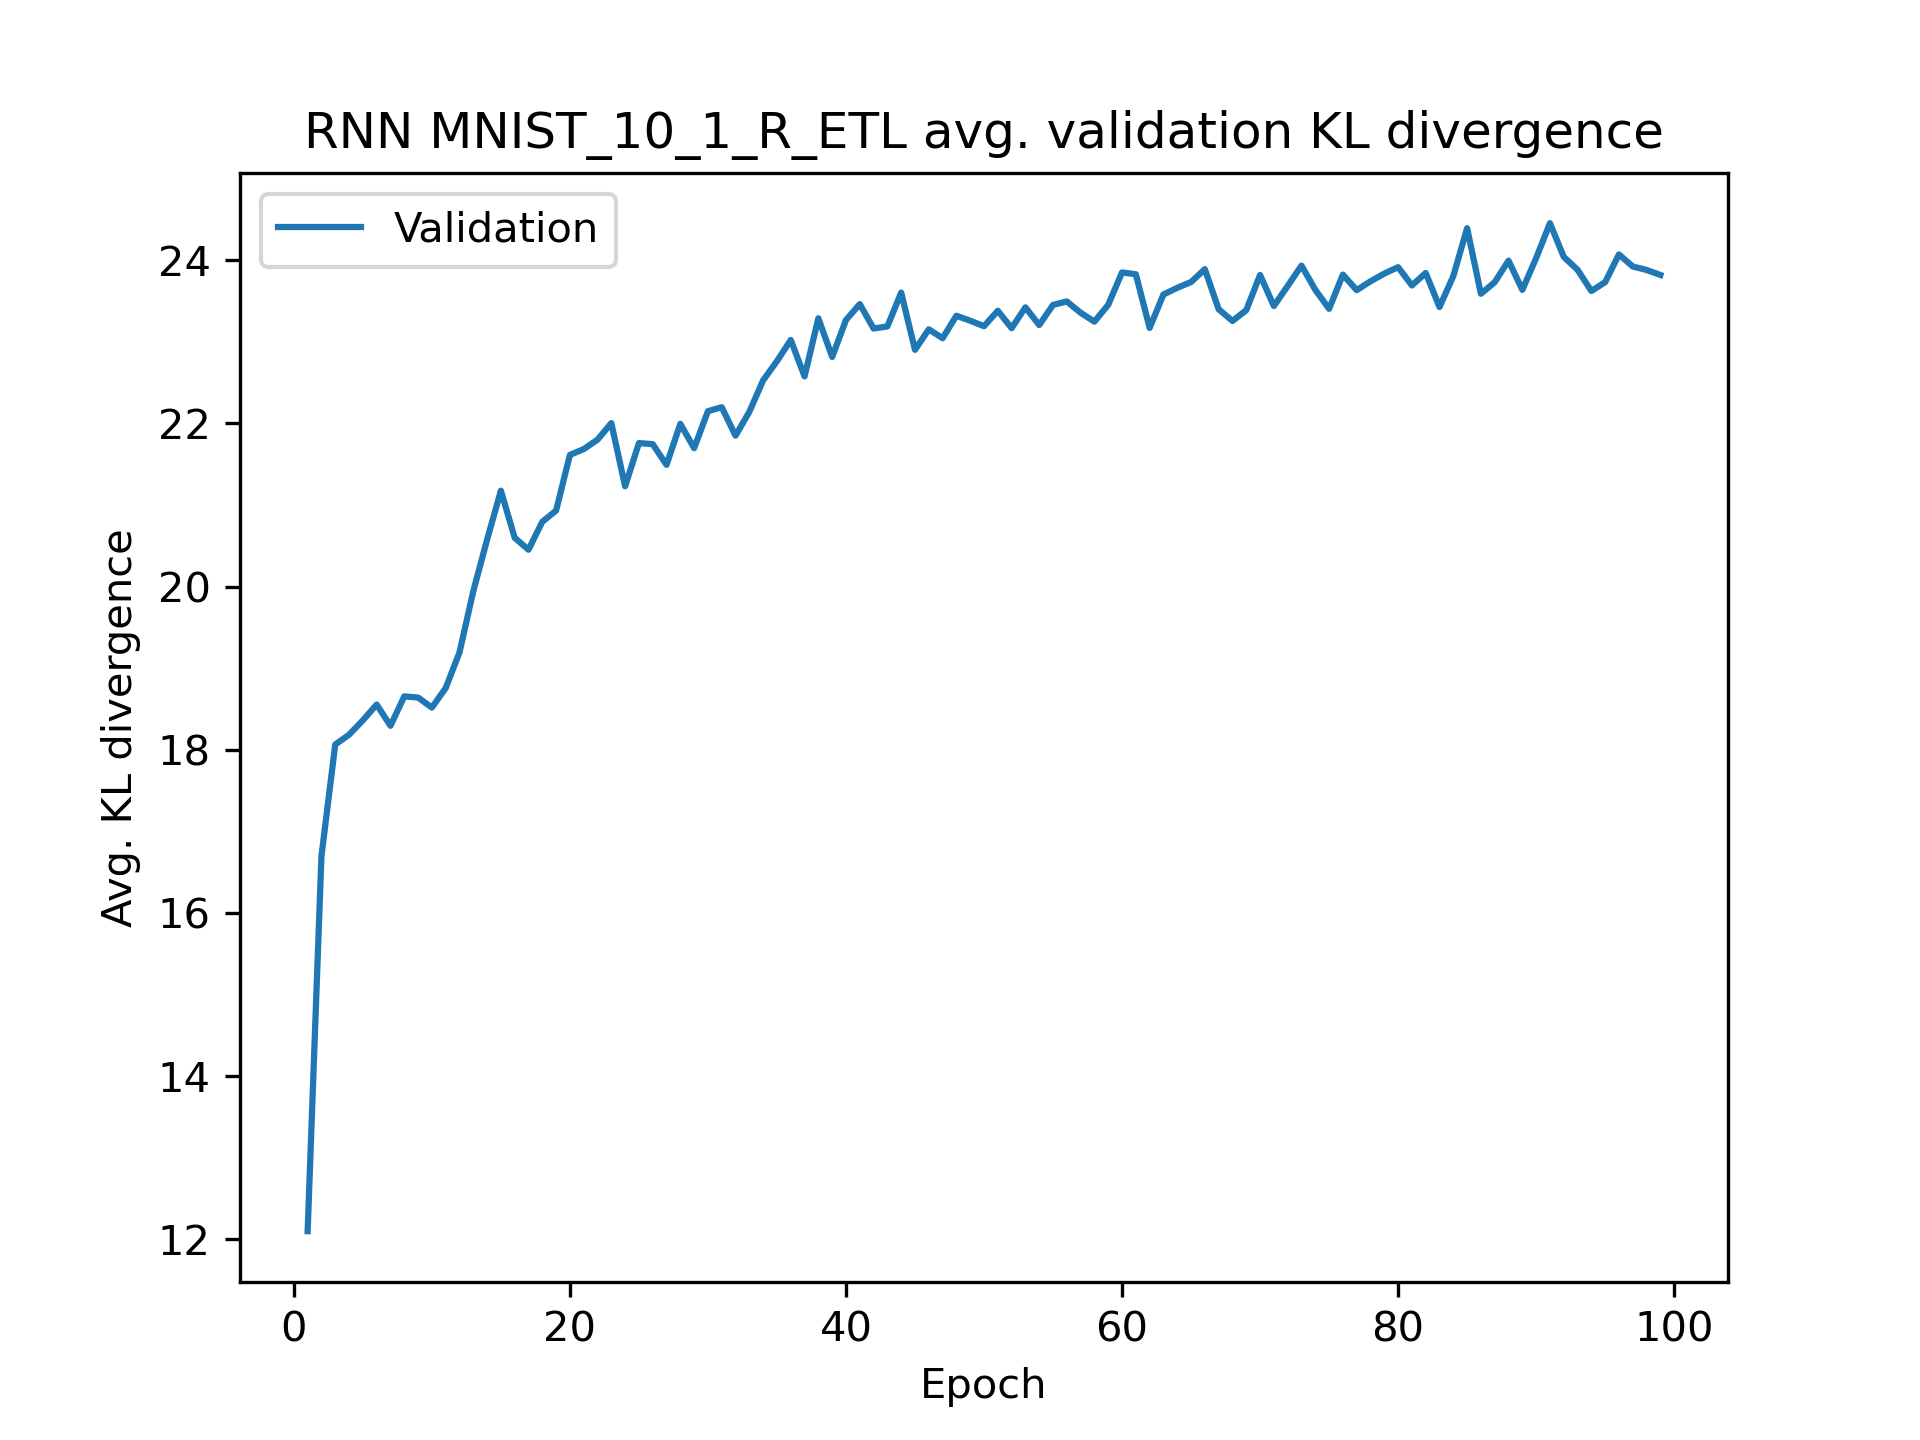 RNN MNIST_10_1_R_ETL avg. validation KL divergence
Validation
Avg. KL divergence
24
22
20
18
16
14
12
0 20 40 60 80 100
Epoch